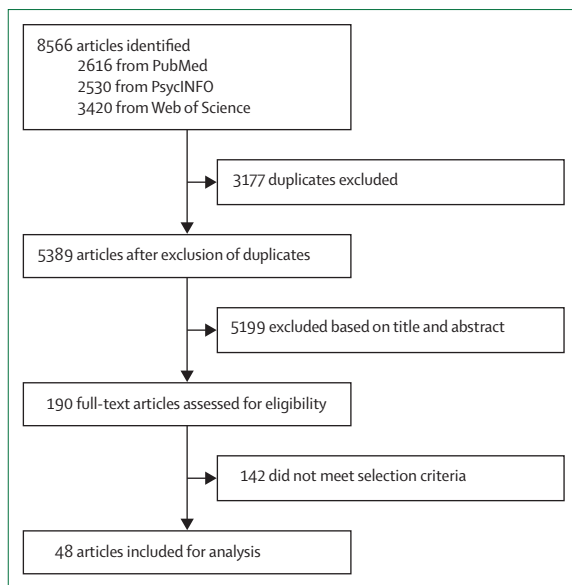 8566 articles identified
2616 from PubMed
2530 from PsycINFO
3420 from Web of Science
3177 duplicates excluded
5389 articles after exclusion of duplicates
5199 excluded based on title and abstract
190 full-text articles assessed for eligibility
142 did not meet selection criteria
48 articles included for analysis